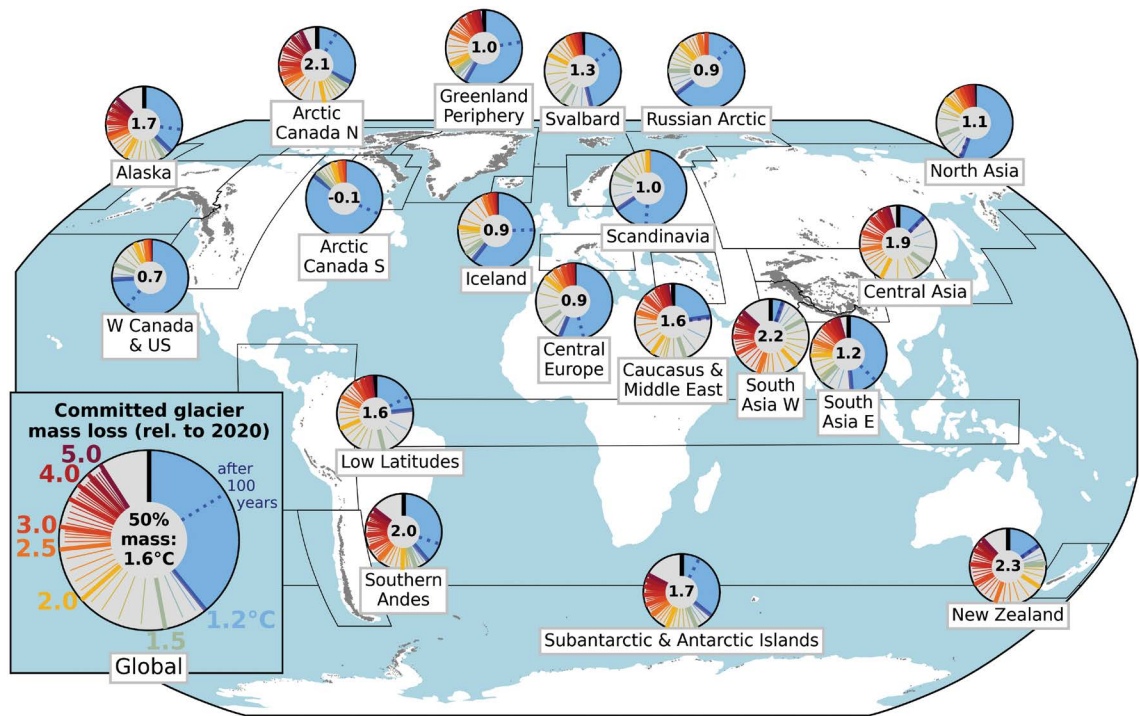 2.1
Arctic
Canada N
1.0
Greenland
Periphery
1.3
Svalbard
0.9
Russian Arctic
1.7
Alaska
1.1
North Asia
-0.1
Arctic
Canada S
1.0
Scandinavia
0.9
Iceland
1.9
Central Asia
0.7
W Canada
& US
0.9
Central
Europe
1.6
Caucasus &
Middle East
2.2
South
Asia W
1.2
South
Asia E
1.6
Low Latitudes
2.0
Southern
Andes
1.7
Subantarctic & Antarctic Islands
2.3
New Zealand
Committed glacier
mass loss (rel. to 2020)
5.0
4.0
3.0
2.5
2.0
1.5
1.2°C
after
100
years
50%
mass:
1.6°C
Global